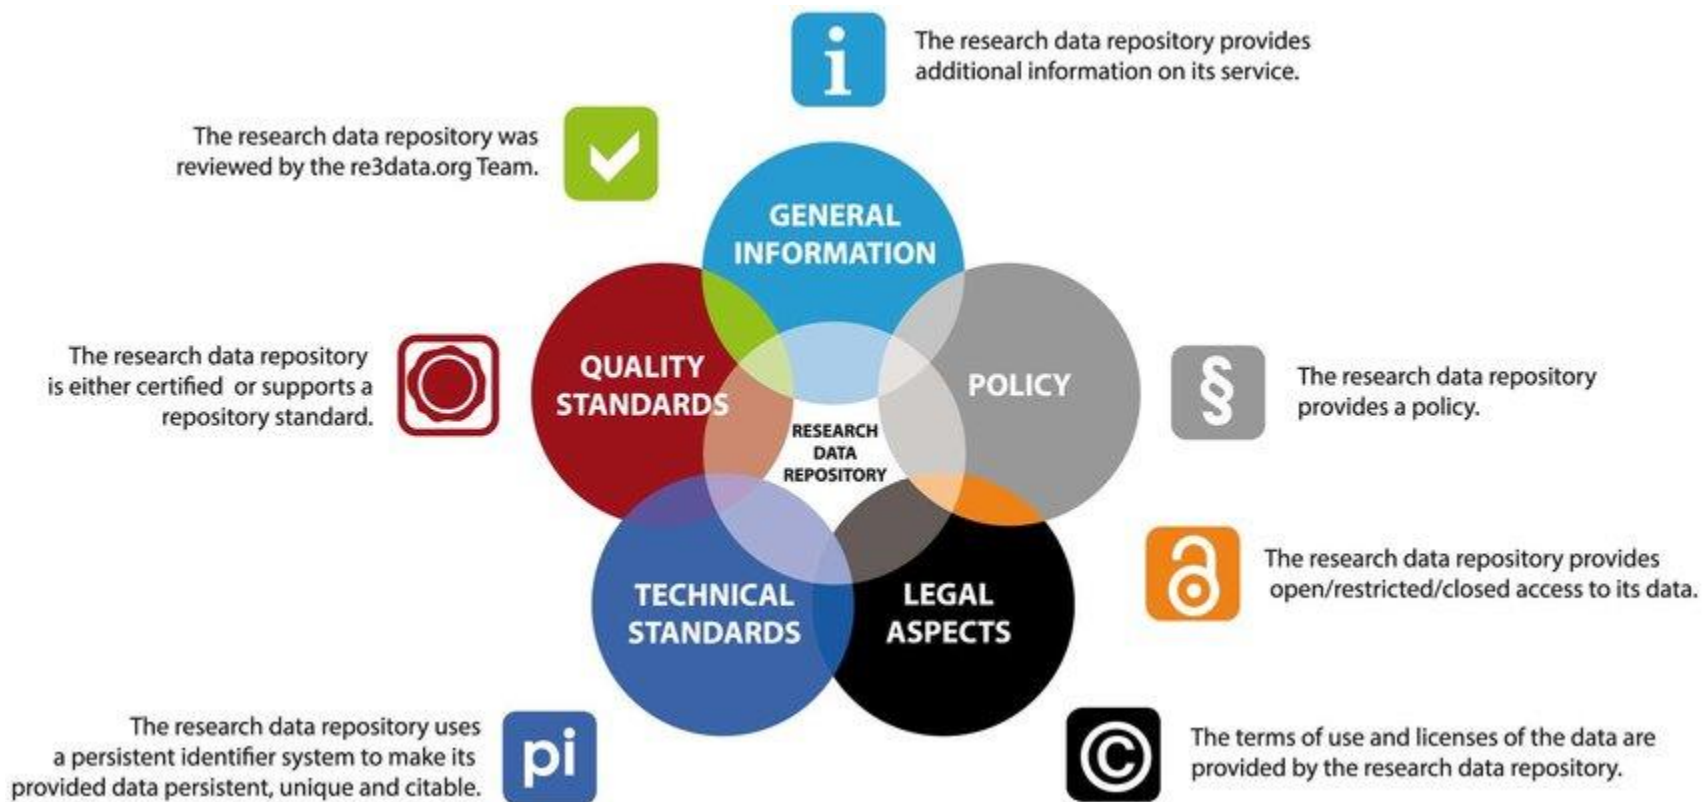 i
The research data repository provides
additional information on its service.
The research data repository was
reviewed by the re3data.org Team.
GENERAL
INFORMATION
The research data repository
is either certified or supports a
repository standard.
QUALITY
STANDARDS
POLICY
§
The research data repository
provides a policy.
RESEARCH
DATA
REPOSITORY
The research data repository provides
open/restricted/closed access to its data.
TECHNICAL
STANDARDS
LEGAL
ASPECTS
The research data repository uses
a persistent identifier system to make its
provided data persistent, unique and citable.
pi
©
The terms of use and licenses of the data are
provided by the research data repository.